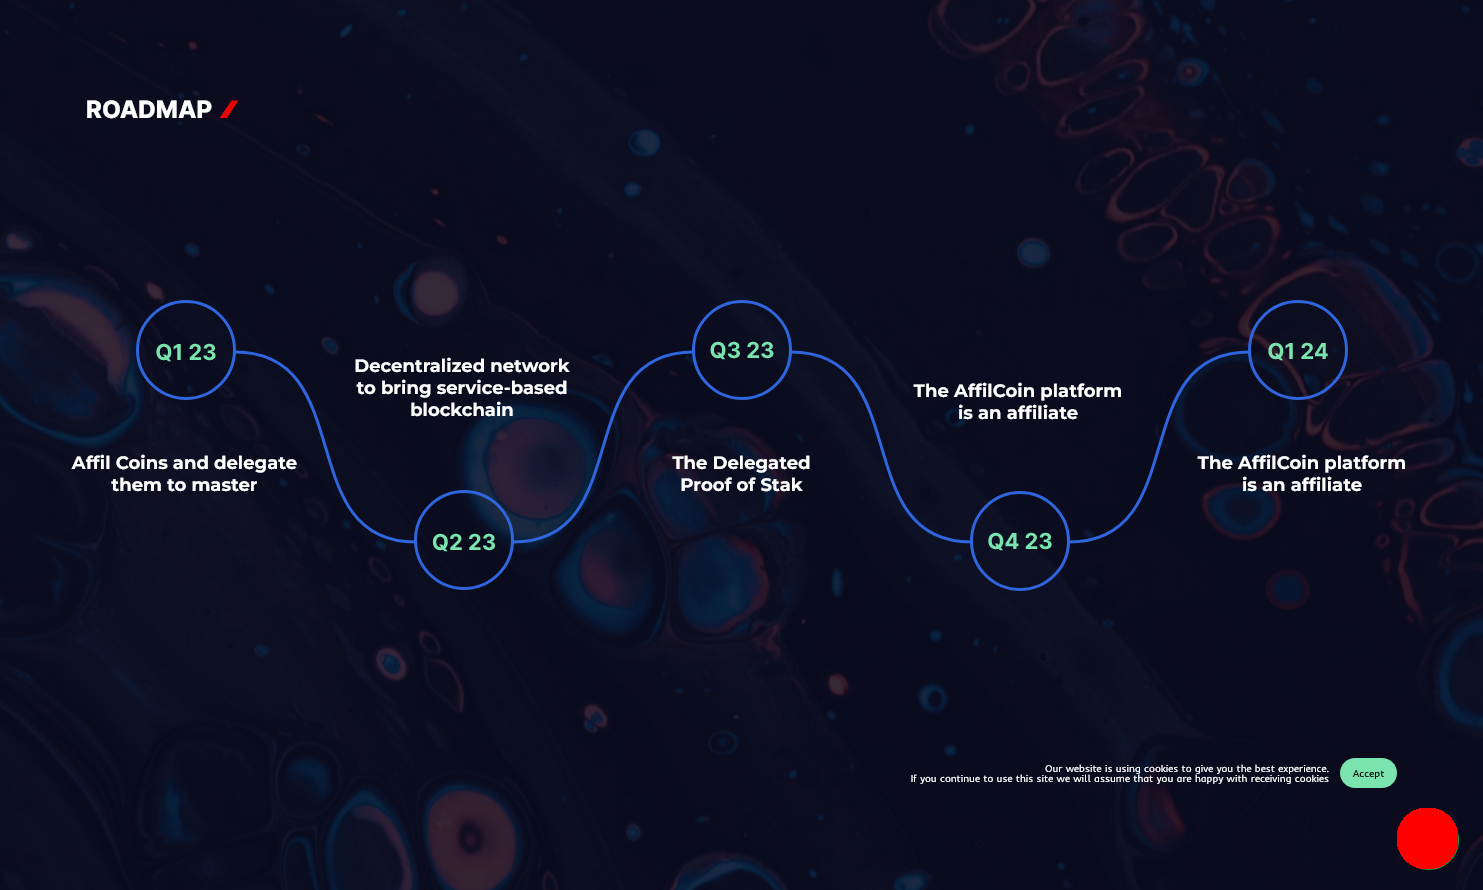 ROADMAP
Q1 23
Affil Coins and delegate
them to master
Decentralized network
to bring service-based
blockchain
Q2 23
Q3 23
The Delegated
Proof of Stak
The AffilCoin platform
is an affiliate
Q4 23
Q1 24
The AffilCoin platform
is an affiliate
Our website is using cookies to give you the best experience.
If you continue to use this site we will assume that you are happy with receiving cookies
Accept